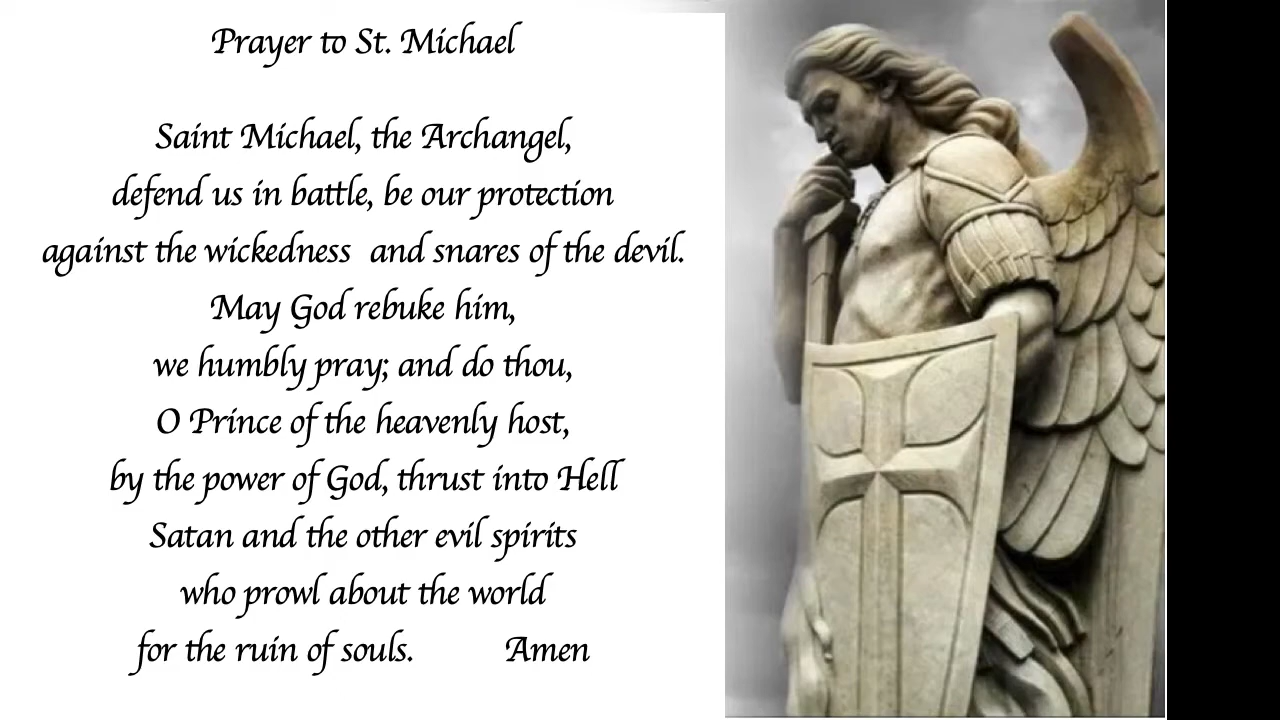 Prayer to St. Michael
Saint Michael, the Archangel,
defend us in battle, be our protection
against the wickedness and snares of the devil.
May God rebuke him,
we humbly pray; and do thou,
O Prince of the heavenly host,
by the power of God, thrust into Hell
Satan and the other evil spirits
who prowl about the world
for the ruin of souls. Amen